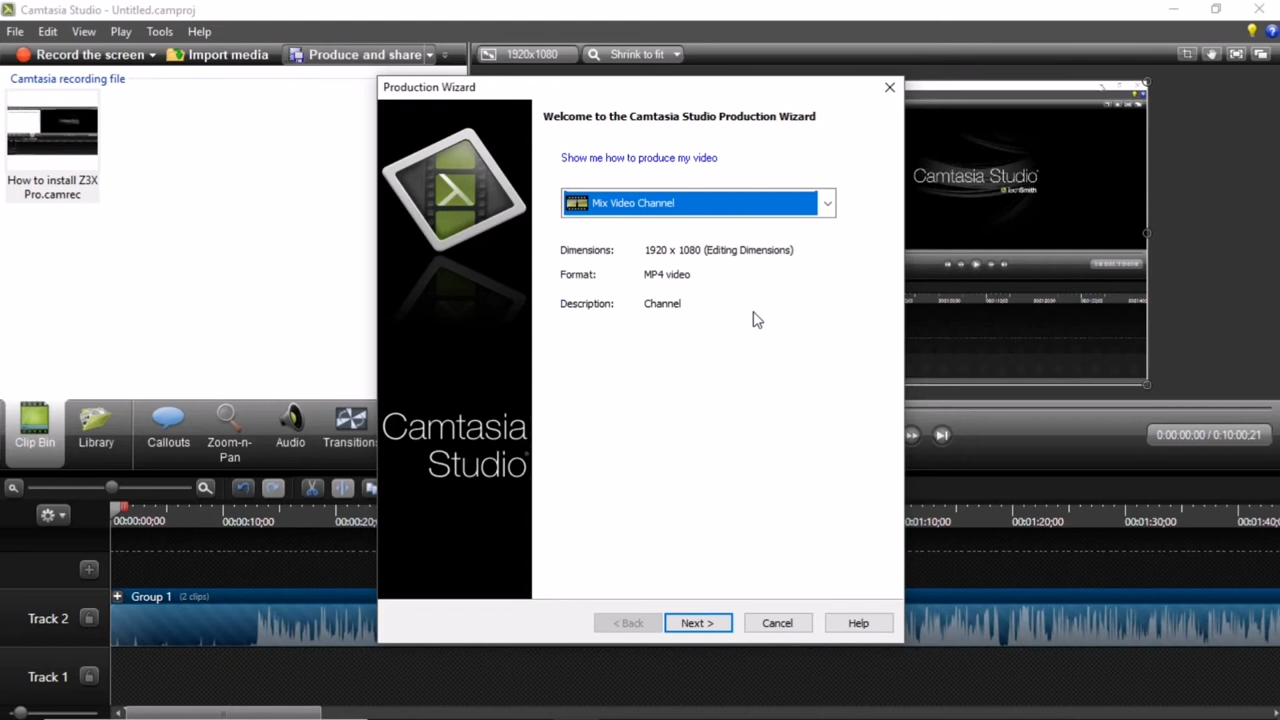 Camtasia Studio - Untitled.camproj
File Edit View Play Tools Help
Record the screen Import media Produce and share 1920x1080 Shrink to fit
Camtasia recording file
How to install Z3X
Pro.camrec
Production Wizard
Welcome to the Camtasia Studio Production Wizard
Show me how to produce my video
Mix Video Channel
Dimensions: 1920 x 1080 (Editing Dimensions)
Format: MP4 video
Description: Channel
Camtasia
Studio
< Back Next > Cancel Help
Camtasia Studio
TechSmith
Clip Bin Library Callouts Zoom-n-
Pan Audio Transition
0:00:00;00 / 0:10:00;21
00:00:00;00 00:00:10;00 00:00:20; 0:01:10;00 00:01:20;00 00:01:30;00 00:01:40;
Group 1 (2 clips)
Track 2
Track 1